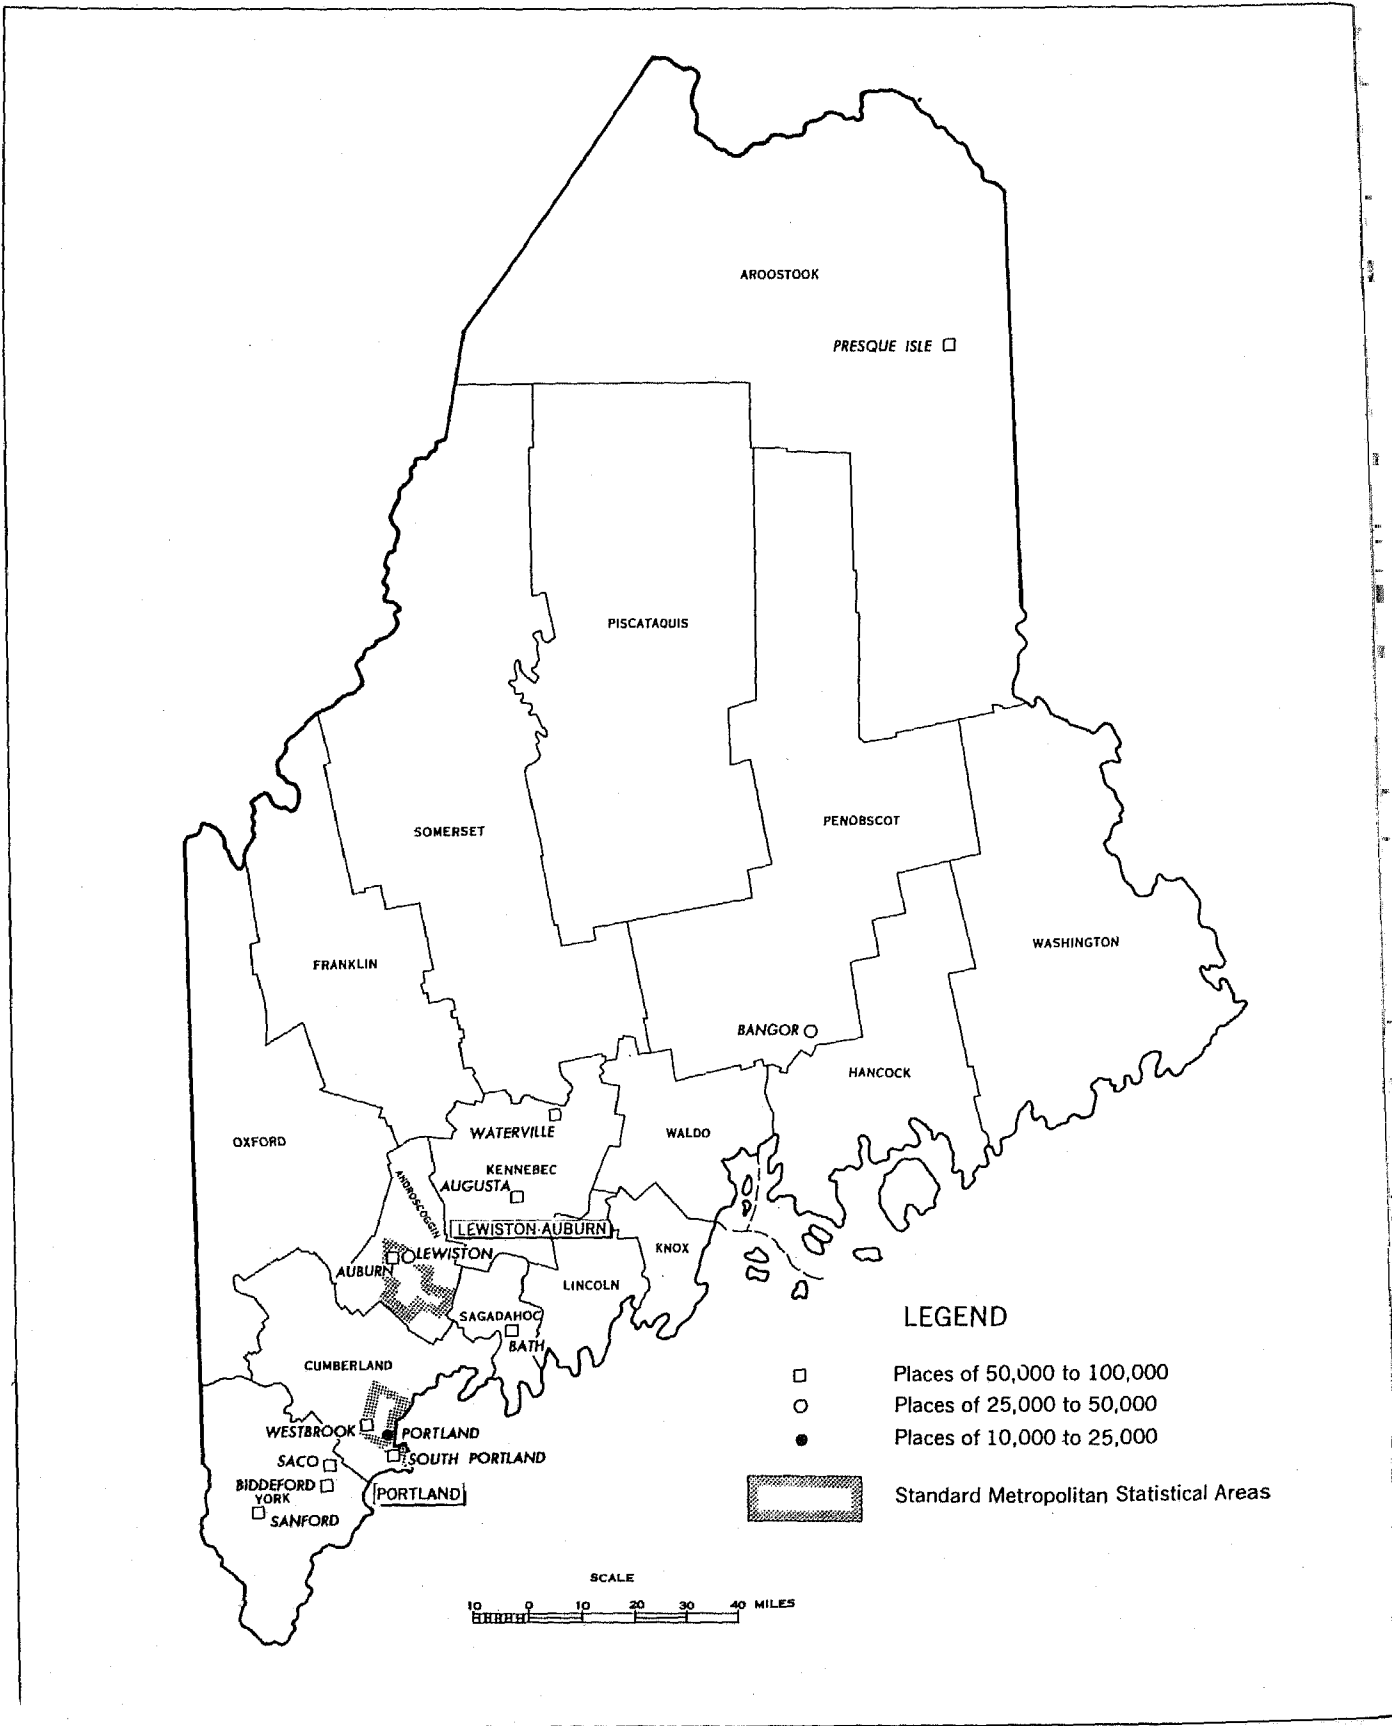 AROOSTOOK
PRESQUE ISLE
PISCATAQUIS
SOMERSET
PENOBSCOT
FRANKLIN
WASHINGTON
BANGOR
HANCOCK
OXFORD
WATERVILLE
WALDO
KENNEBEC
AUGUSTA
ANDROSCOGGIN
LEWISTON-AUBURN
KNOX
LEWISTON
AUBURN
LINCOLN
SAGADAHOC
BATH
CUMBERLAND
WESTBROOK
PORTLAND
SOUTH PORTLAND
SACO
BIDDEFORD
YORK
SANFORD
PORTLAND
LEGEND
Places of 50,000 to 100,000
Places of 25,000 to 50,000
Places of 10,000 to 25,000
Standard Metropolitan Statistical Areas
SCALE
10 0 10 20 30 40 MILES